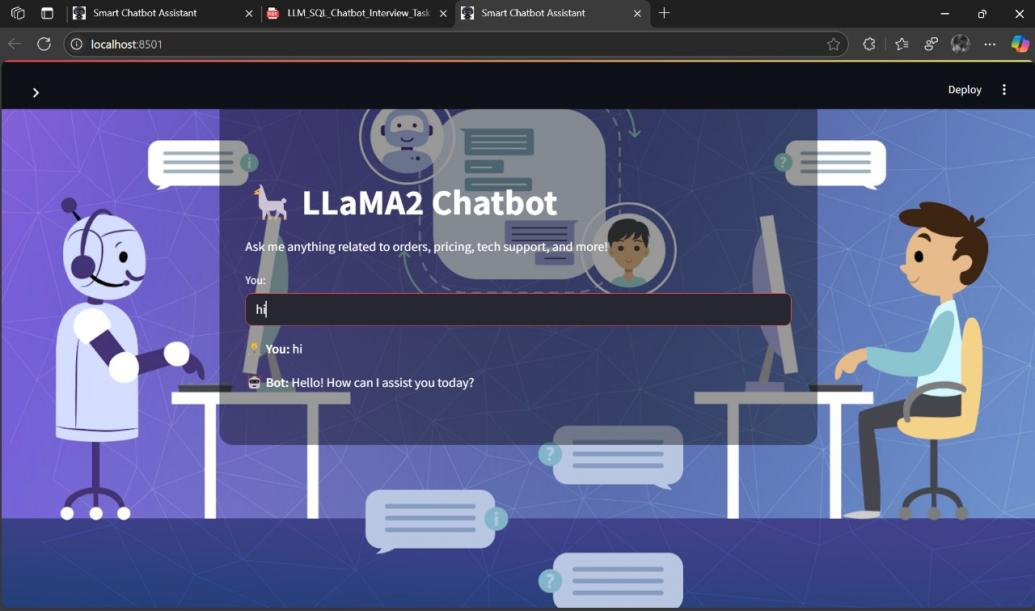 Smart Chatbot Assistant
LLM_SQL_Chatbot_Interview_Task
Smart Chatbot Assistant
localhost:8501
Deploy
LLaMA2 Chatbot
Ask me anything related to orders, pricing, tech support, and more!
You:
hi
You: hi
Bot: Hello! How can I assist you today?